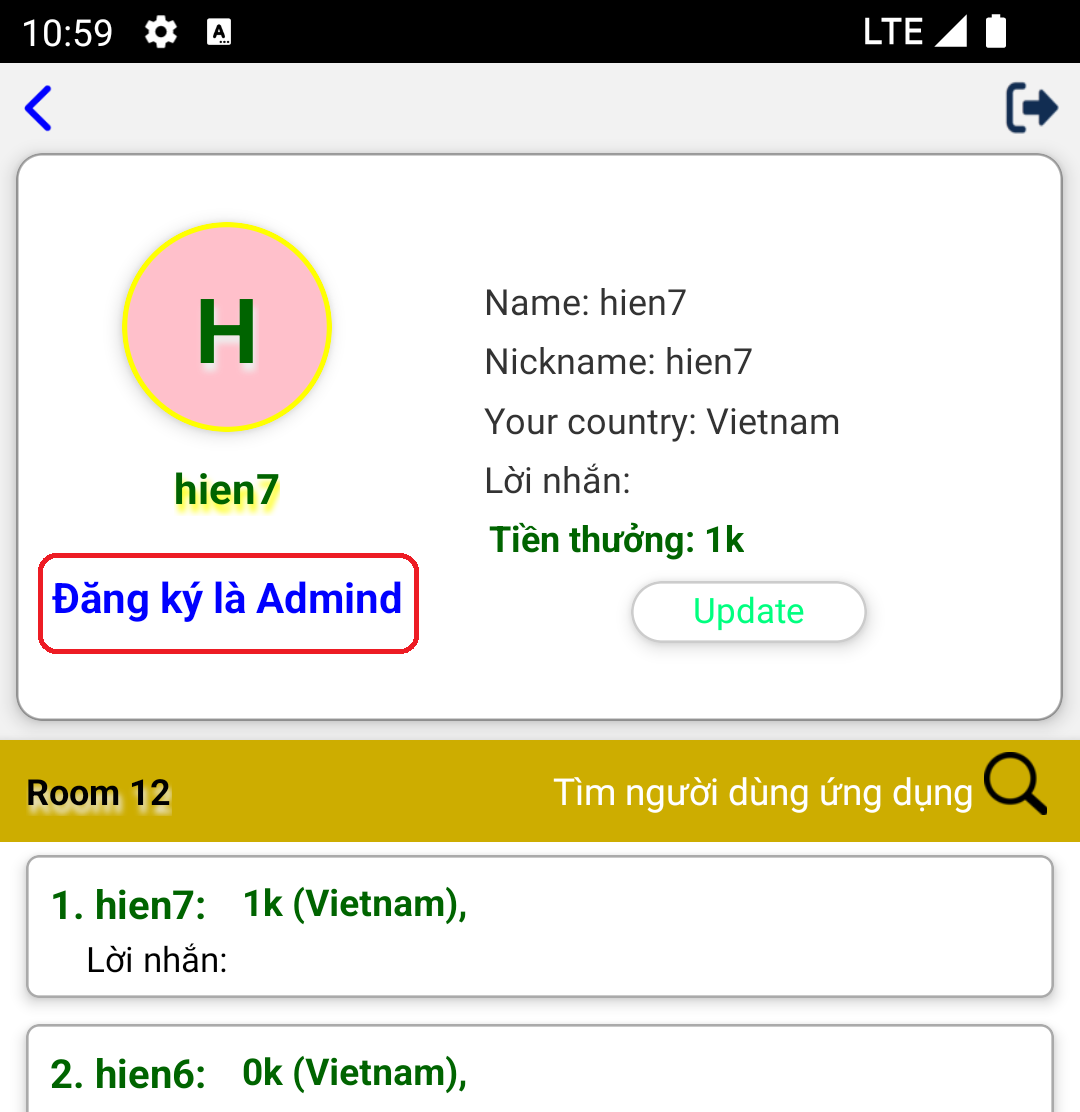 10:59 LTE
H
hien7
Đăng ký là Admind
Name: hien7
Nickname: hien7
Your country: Vietnam
Lời nhắn:
Tiền thưởng: 1k
Update
Room 12 Tìm người dùng ứng dụng
1. hien7: 1k (Vietnam),
Lời nhắn:
2. hien6: 0k (Vietnam),